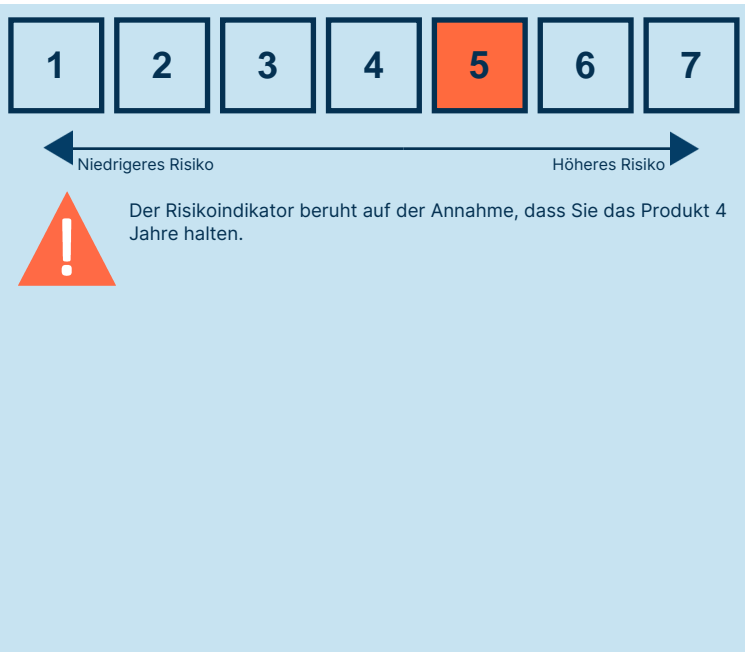 1 2 3 4 5 6 7
Niedrigeres Risiko Höheres Risiko
Der Risikoindikator beruht auf der Annahme, dass Sie das Produkt 4
Jahre halten.